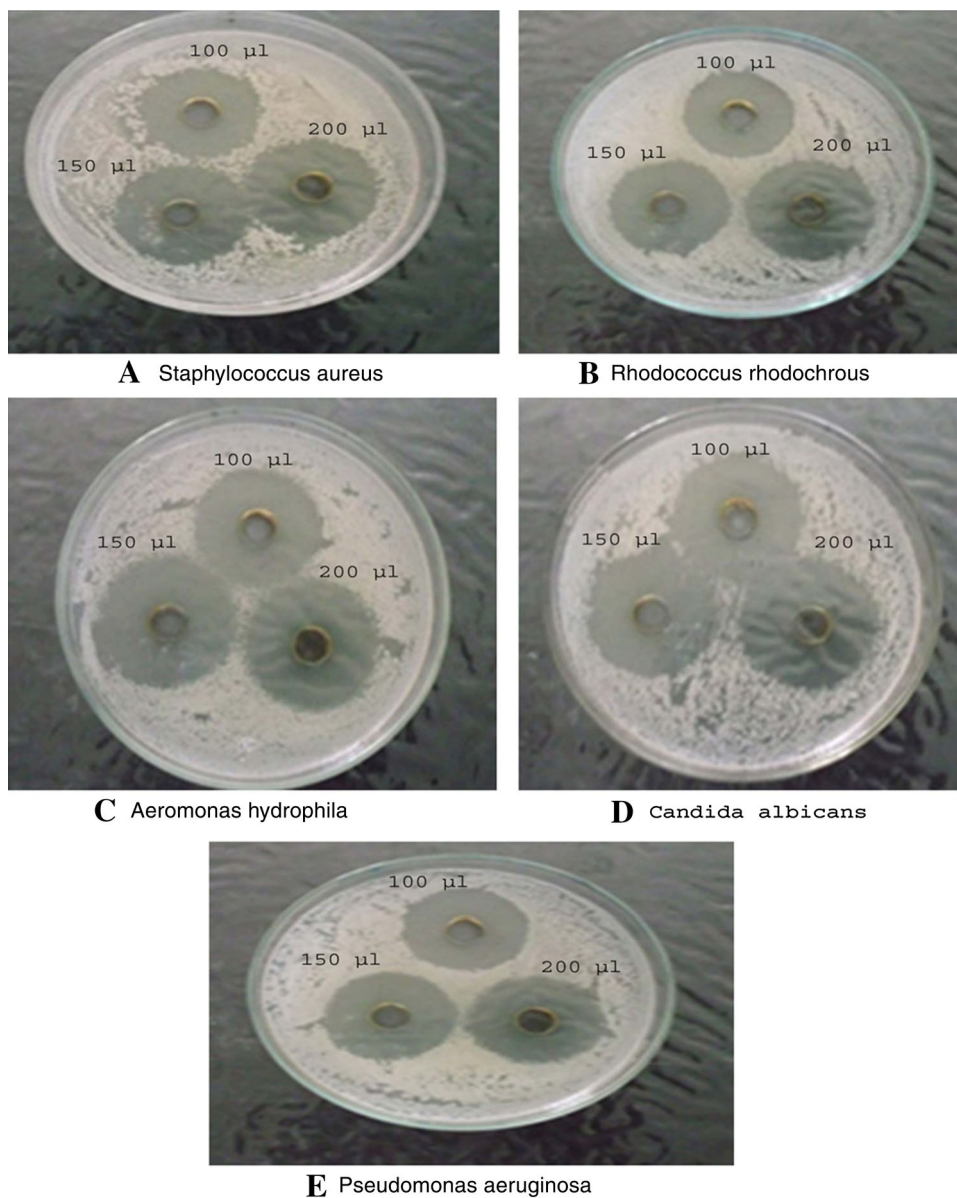 100 µl
200 µl
150 µl
A Staphylococcus aureus
100 µl
150 µl
200 µl
B Rhodococcus rhodochrous
100 µl
150 µl
200 µl
C Aeromonas hydrophila
100 µl
150 µl
200 µl
D Candida albicans
100 µl
150 µl
200 µl
E Pseudomonas aeruginosa